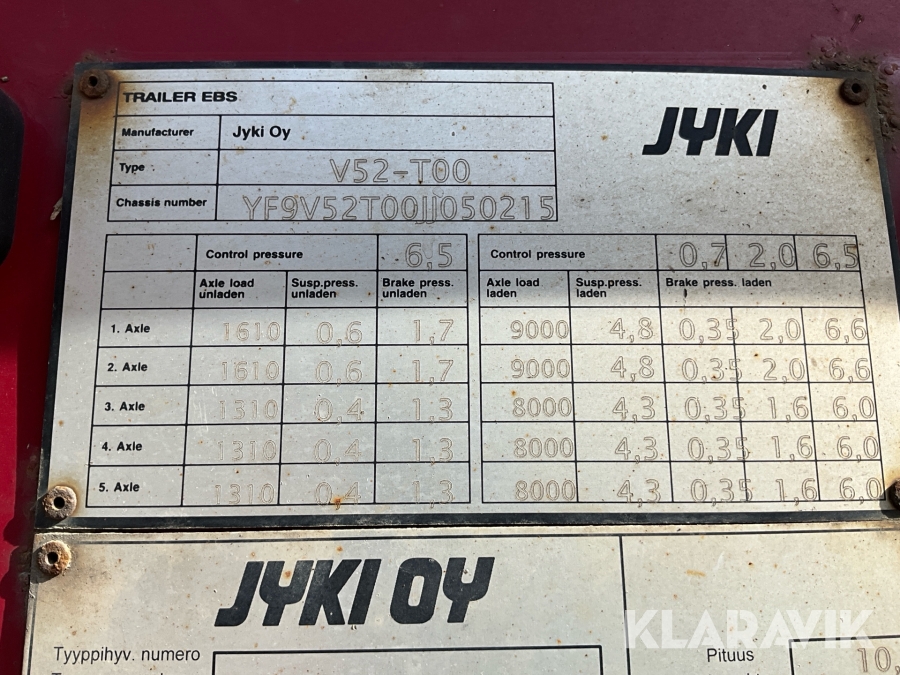 TRAILER EBS
JYKI
Manufacturer Jyki Oy
Type V52-T00
Chassis number YF9V52T00JJ050215
Control pressure 6,5 Control pressure 0,7 2,0 6,5
Axle load unladen Susp.press. unladen Brake press. unladen Axle load laden Susp.press. laden Brake press. laden
1. Axle 1610 0,6 1,7 9000 4,8 0,35 2,0 6,6
2. Axle 1610 0,6 1,7 9000 4,8 0,35 2,0 6,6
3. Axle 1310 0,4 1,3 8000 4,3 0,35 1,6 6,0
4. Axle 1310 0,4 1,3 8000 4,3 0,35 1,6 6,0
5. Axle 1310 0,4 1,3 8000 4,3 0,35 1,6 6,0
JYKI OY
KLARAVIK
Tyyppihyv. numero Pituus 10,